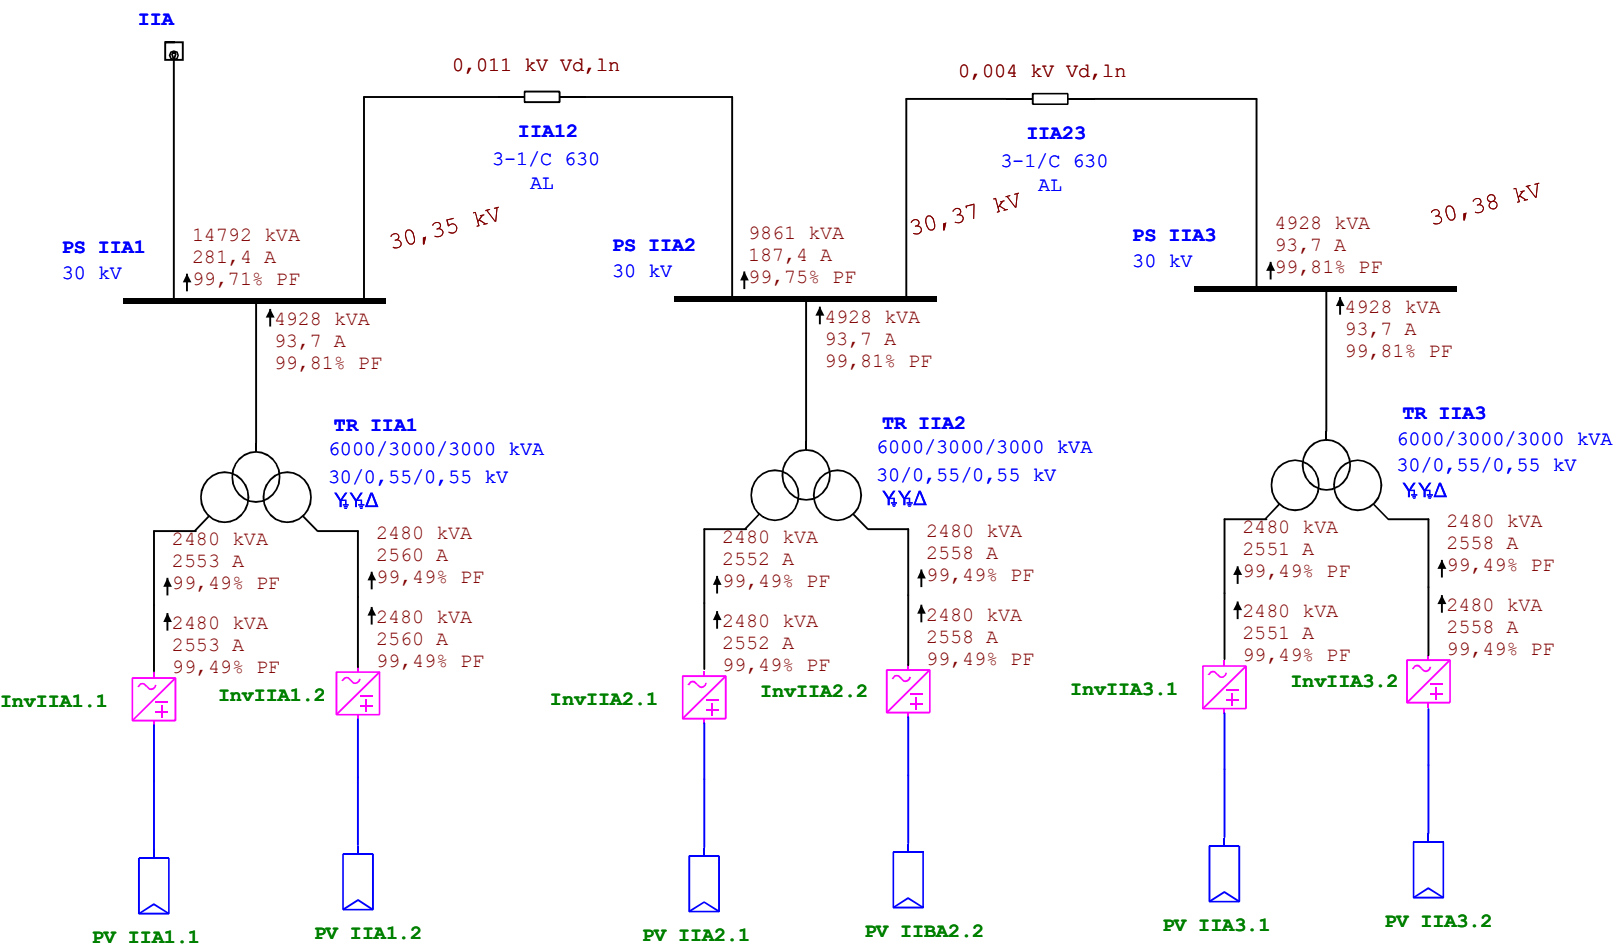 IIA
0,011 kV Vd,ln
0,004 kV Vd,ln
IIA12
3-1/C 630
AL
IIA23
3-1/C 630
AL
PS IIA1
30 kV
14792 kVA
281,4 A
99,71% PF
30,35 kV
PS IIA2
30 kV
9861 kVA
187,4 A
99,75% PF
30,37 kV
PS IIA3
30 kV
4928 kVA
93,7 A
99,81% PF
30,38 kV
4928 kVA
93,7 A
99,81% PF
4928 kVA
93,7 A
99,81% PF
4928 kVA
93,7 A
99,81% PF
TR IIA1
6000/3000/3000 kVA
30/0,55/0,55 kV
TR IIA2
6000/3000/3000 kVA
30/0,55/0,55 kV
TR IIA3
6000/3000/3000 kVA
30/0,55/0,55 kV
2480 kVA
2553 A
99,49% PF
2480 kVA
2560 A
99,49% PF
2480 kVA
2552 A
99,49% PF
2480 kVA
2558 A
99,49% PF
2480 kVA
2551 A
99,49% PF
2480 kVA
2558 A
99,49% PF
2480 kVA
2553 A
99,49% PF
2480 kVA
2560 A
99,49% PF
2480 kVA
2552 A
99,49% PF
2480 kVA
2558 A
99,49% PF
2480 kVA
2551 A
99,49% PF
2480 kVA
2558 A
99,49% PF
InvIIA1.1
InvIIA1.2
InvIIA2.1
InvIIA2.2
InvIIA3.1
InvIIA3.2
PV IIA1.1
PV IIA1.2
PV IIA2.1
PV IIBA2.2
PV IIA3.1
PV IIA3.2